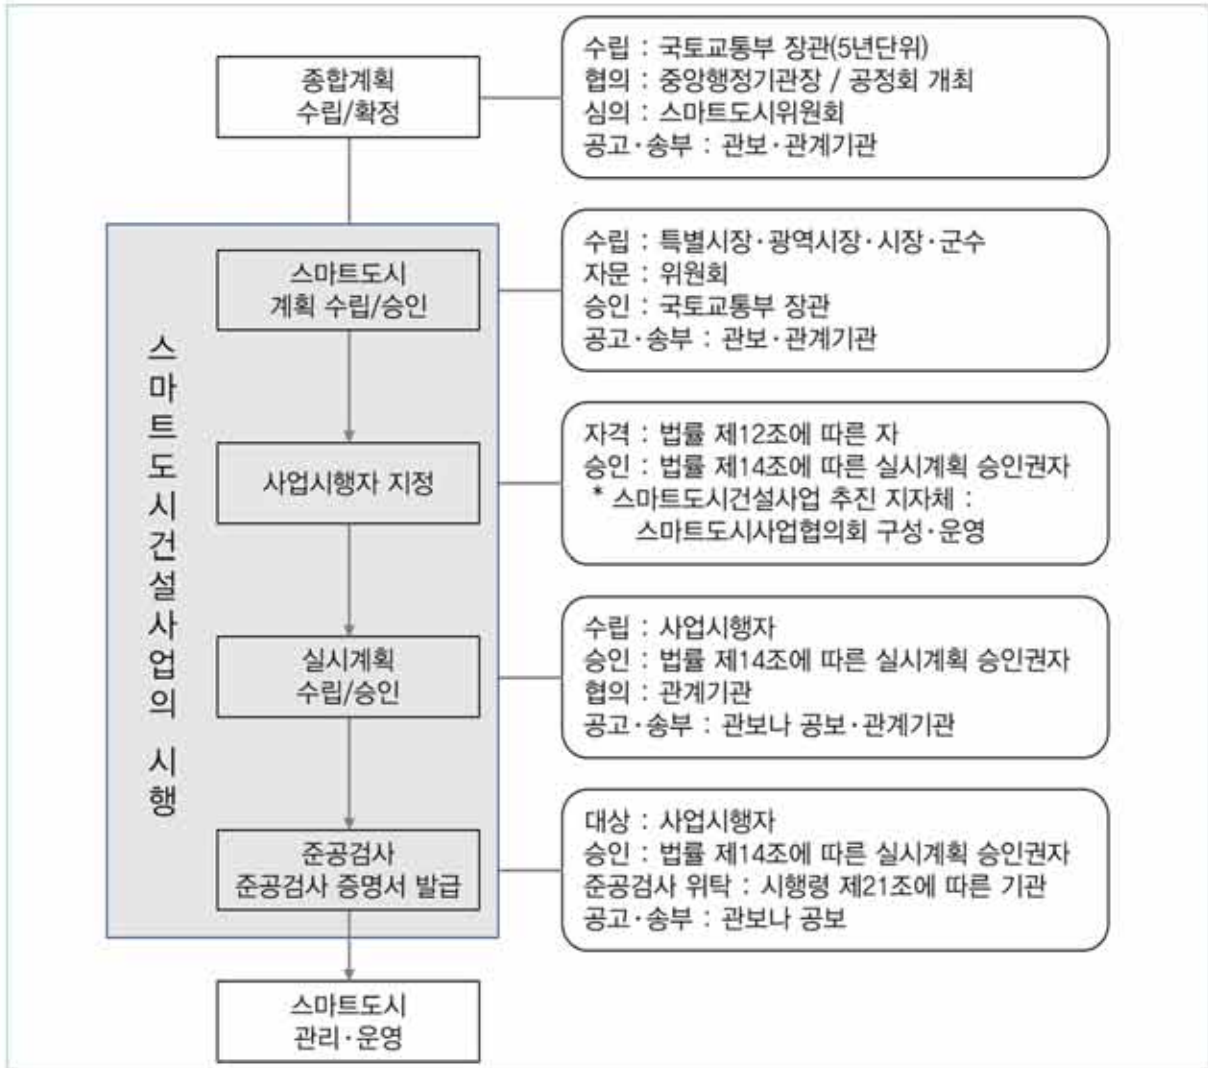 종합계획
수립/확정
수립 : 국토교통부 장관(5년단위)
협의 : 중앙행정기관장 / 공정회 개최
심의 : 스마트도시위원회
공고·송부 : 관보·관계기관
스마트도시건설사업의 시행
스마트도시
계획 수립/승인
수립 : 특별시장·광역시장·시장·군수
자문 : 위원회
승인 : 국토교통부 장관
공고·송부 : 관보·관계기관
사업시행자 지정
자격 : 법률 제12조에 따른 자
승인 : 법률 제14조에 따른 실시계획 승인권자
* 스마트도시건설사업 추진 지자체 :
스마트도시사업협의회 구성·운영
실시계획
수립/승인
수립 : 사업시행자
승인 : 법률 제14조에 따른 실시계획 승인권자
협의 : 관계기관
공고·송부 : 관보나 공보·관계기관
준공검사
준공검사 증명서 발급
대상 : 사업시행자
승인 : 법률 제14조에 따른 실시계획 승인권자
준공검사 위탁 : 시행령 제21조에 따른 기관
공고·송부 : 관보나 공보
스마트도시
관리·운영